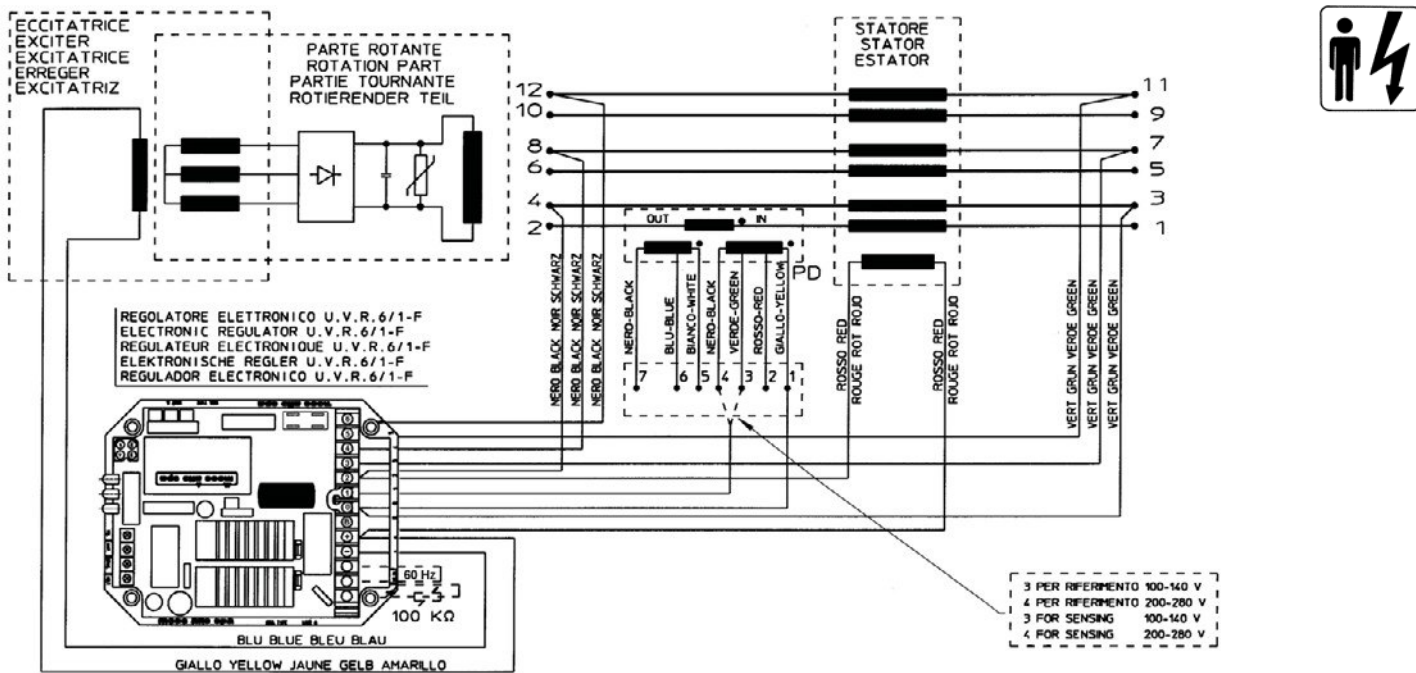 ECCITATRICE
EXCITER
EXCITATRICE
ERREGER
EXCITATRIZ
PARTE ROTANTE
ROTATION PART
PARTIE TOURNANTE
ROTIERENDER TEIL
STATORE
STATOR
ESTATOR
12
10
8
6
4
2
11
9
7
5
3
1
OUT
IN
PD
NERO BLACK NOIR SCHWARZ
NERO BLACK NOIR SCHWARZ
NERO BLACK NOIR SCHWARZ
NERO-BLACK
BLU-BLUE
BIANCO-WHITE
NERO-BLACK
VERDE-GREEN
ROSSO-RED
GIALLO-YELLOW
7 6 5 4 3 2 1
ROSSO RED
ROUGE ROT ROJO
ROSSO RED
ROUGE ROT ROJO
VERT GRUN VERDE GREEN
VERT GRUN VERDE GREEN
VERT GRUN VERDE GREEN
REGOLATORE ELETTRONICO U.V.R.6/1-F
ELECTRONIC REGULATOR U.V.R.6/1-F
REGULATEUR ELECTRONIQUE U.V.R.6/1-F
ELEKTRONISCHE REGLER U.V.R.6/1-F
REGULADOR ELECTRONICO U.V.R.6/1-F
60 Hz
100 KΩ
BLU BLUE BLEU BLAU
GIALLO YELLOW JAUNE GELB AMARILLO
3 PER RIFERIMENTO 100-140 V
4 PER RIFERIMENTO 200-280 V
3 FOR SENSING 100-140 V
4 FOR SENSING 200-280 V